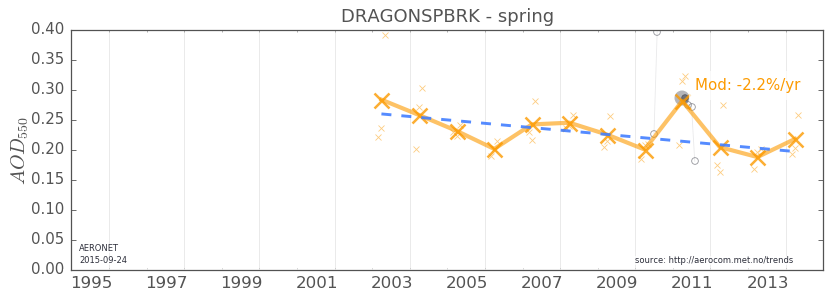 DRAGONSPBRK - spring
0.40
0.35
0.30
0.25
0.20
0.15
0.10
0.05
0.00
AOD550
Mod: -2.2%/yr
AERONET
2015-09-24
source: http://aerocom.met.no/trends
1995 1997 1999 2001 2003 2005 2007 2009 2011 2013